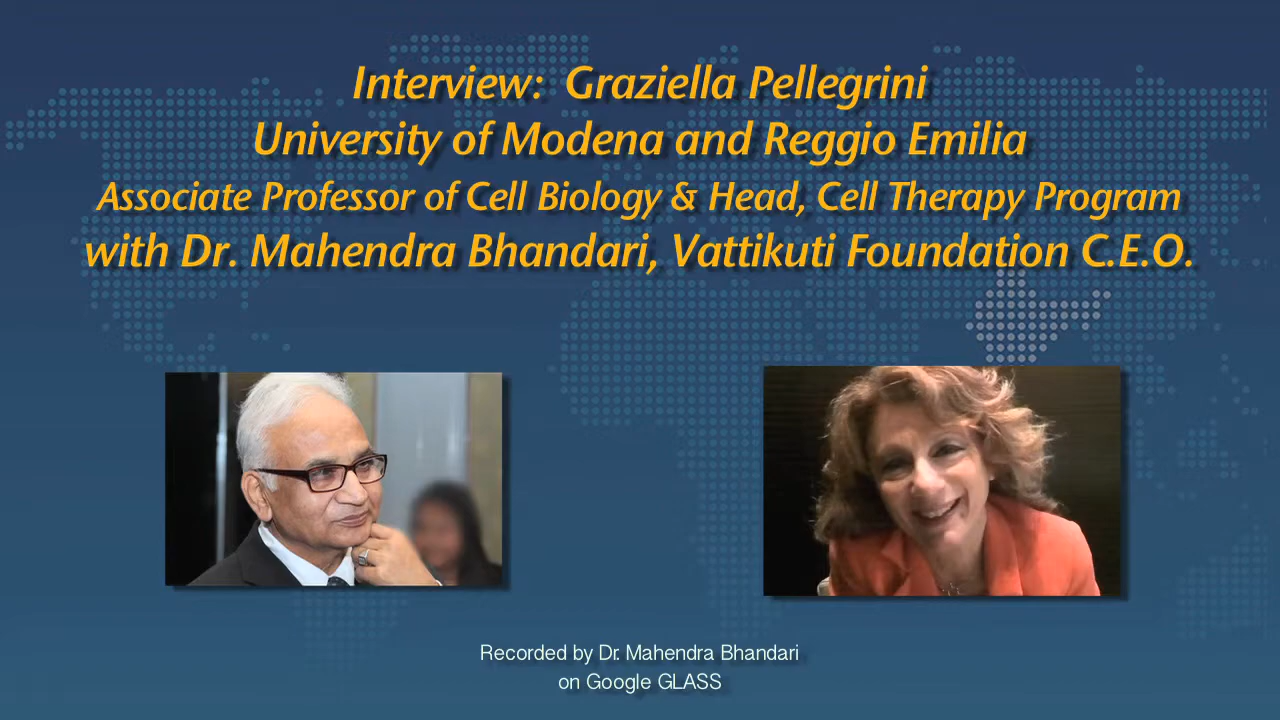 Interview: Graziella Pellegrini
University of Modena and Reggio Emilia
Associate Professor of Cell Biology & Head, Cell Therapy Program
with Dr. Mahendra Bhandari, Vattikuti Foundation C.E.O.
Recorded by Dr. Mahendra Bhandari
on Google GLASS